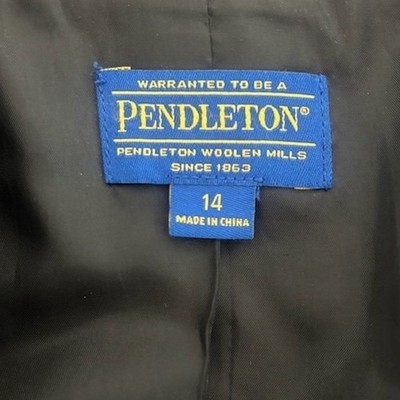 WARRANTED TO BE A
PENDLETON®
PENDLETON WOOLEN MILLS
SINCE 1863
14
MADE IN CHINA